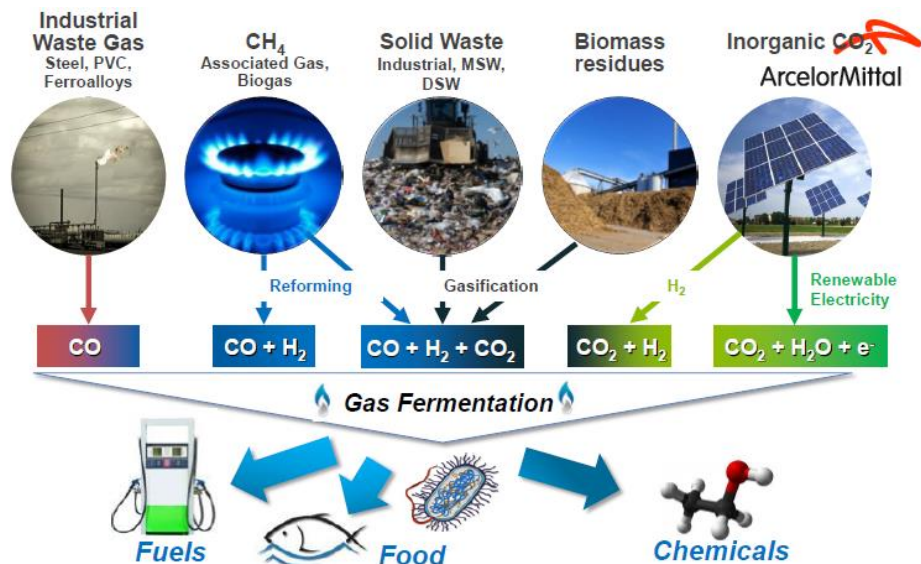 Industrial
Waste Gas
Steel, PVC,
Ferroalloys
CH₄
Associated Gas,
Biogas
Solid Waste
Industrial, MSW,
DSW
Biomass
residues
Inorganic CO₂
ArcelorMittal
Reforming
Gasification
H₂
Renewable
Electricity
CO
CO + H₂
CO + H₂ + CO₂
CO₂ + H₂
CO₂ + H₂O + e⁻
Gas Fermentation
Fuels
Food
Chemicals